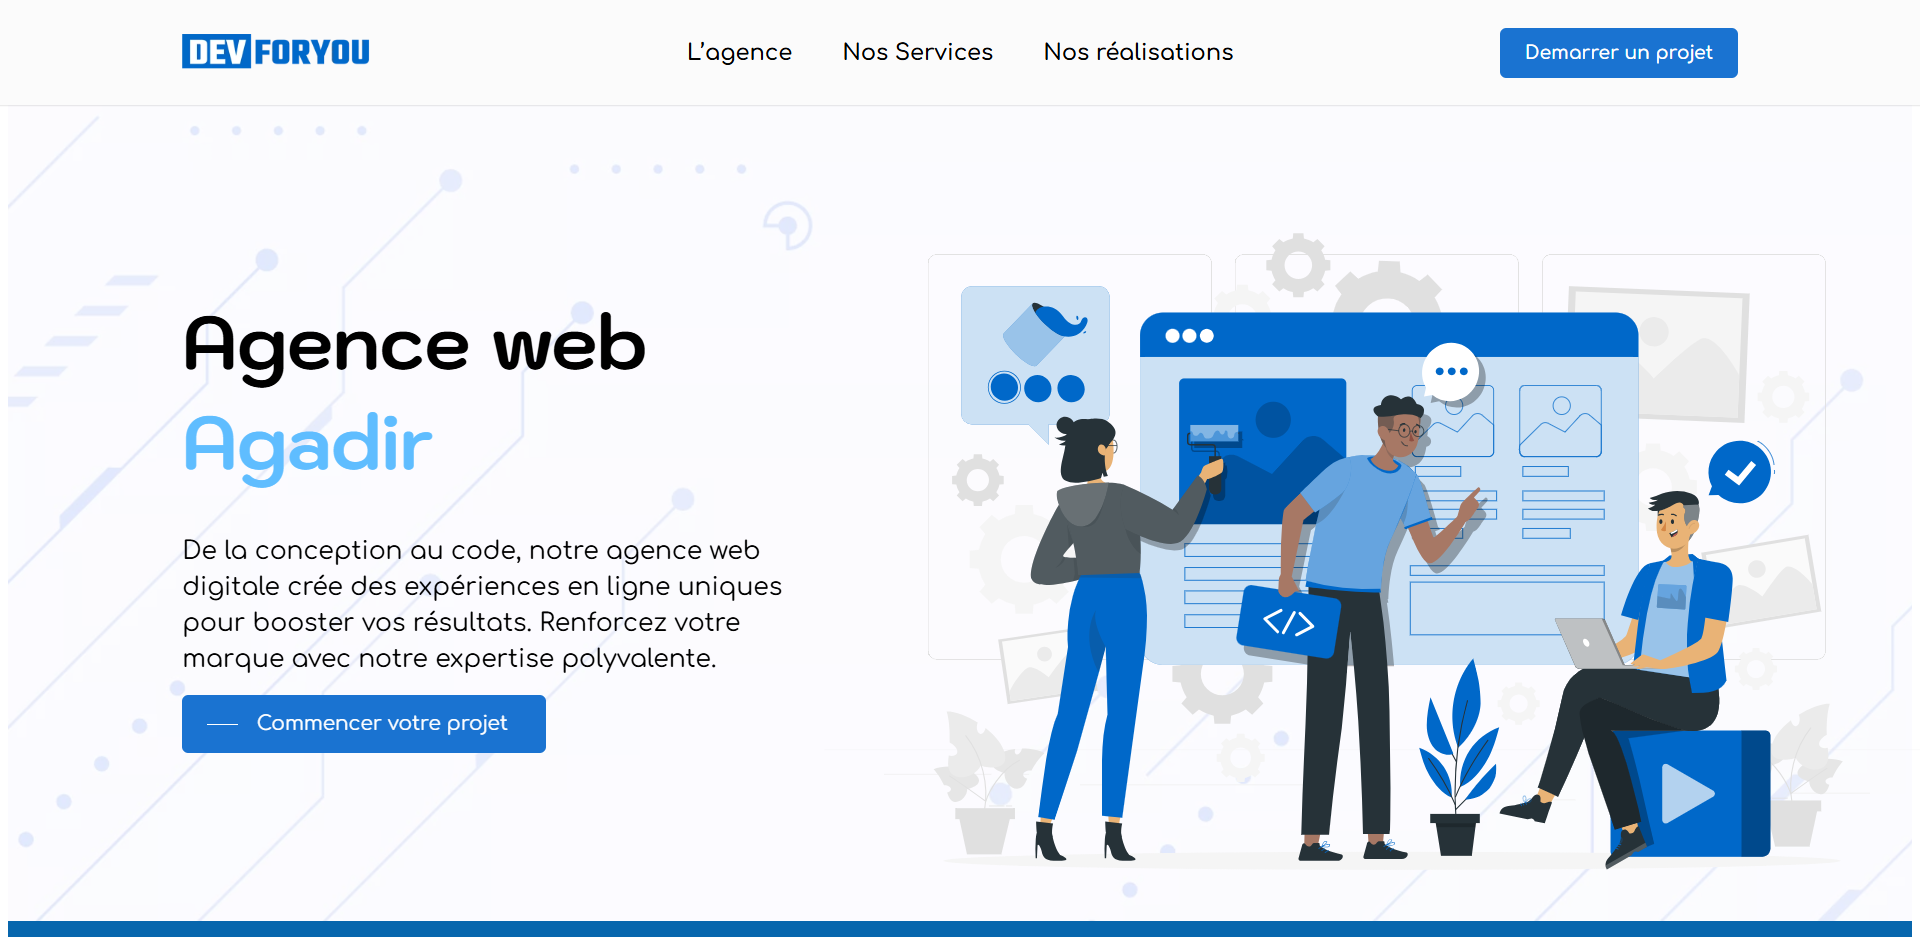 DEVFORYOU
L’agence
Nos Services
Nos réalisations
Demarrer un projet
Agence web
Agadir
De la conception au code, notre agence web
digitale crée des expériences en ligne uniques
pour booster vos résultats. Renforcez votre
marque avec notre expertise polyvalente.
Commencer votre projet
</>